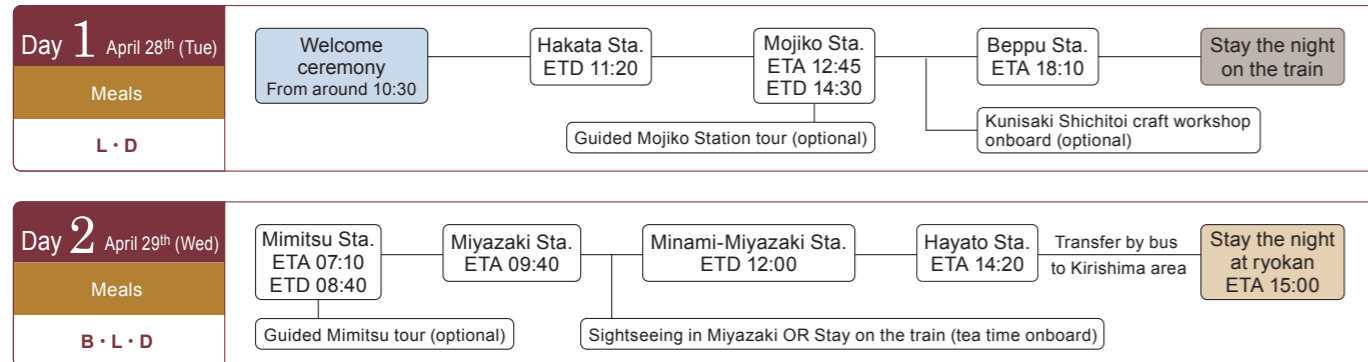 Day 1 April 28th (Tue)
Meals
L・D
Welcome
ceremony
From around 10:30
Hakata Sta.
ETD 11:20
Mojiko Sta.
ETA 12:45
ETD 14:30
Guided Mojiko Station tour (optional)
Beppu Sta.
ETA 18:10
Kunisaki Shichitoi craft workshop
onboard (optional)
Stay the night
on the train
Day 2 April 29th (Wed)
Meals
B・L・D
Mimitsu Sta.
ETA 07:10
ETD 08:40
Guided Mimitsu tour (optional)
Miyazaki Sta.
ETA 09:40
Sightseeing in Miyazaki OR Stay on the train (tea time onboard)
Minami-Miyazaki Sta.
ETD 12:00
Hayato Sta.
ETA 14:20
Transfer by bus
to Kirishima area
Stay the night
at ryokan
ETA 15:00